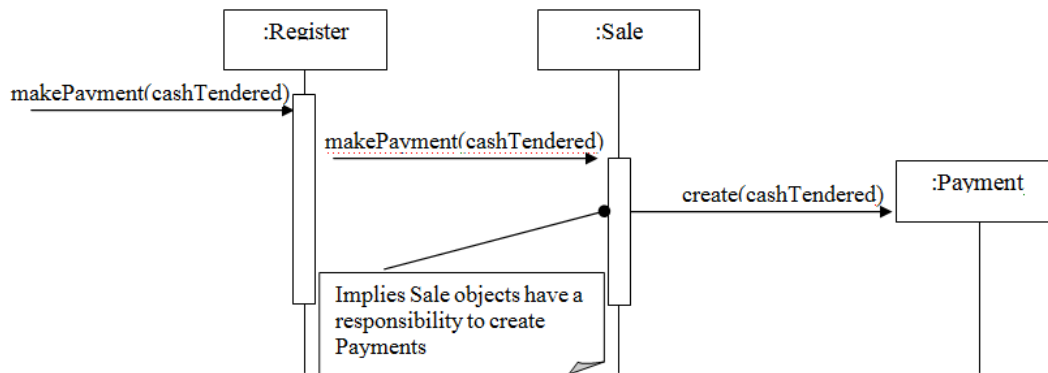 :Register
:Sale
makePayment(cashTendered)
makePayment(cashTendered)
create(cashTendered)
:Payment
Implies Sale objects have a
responsibility to create
Payments